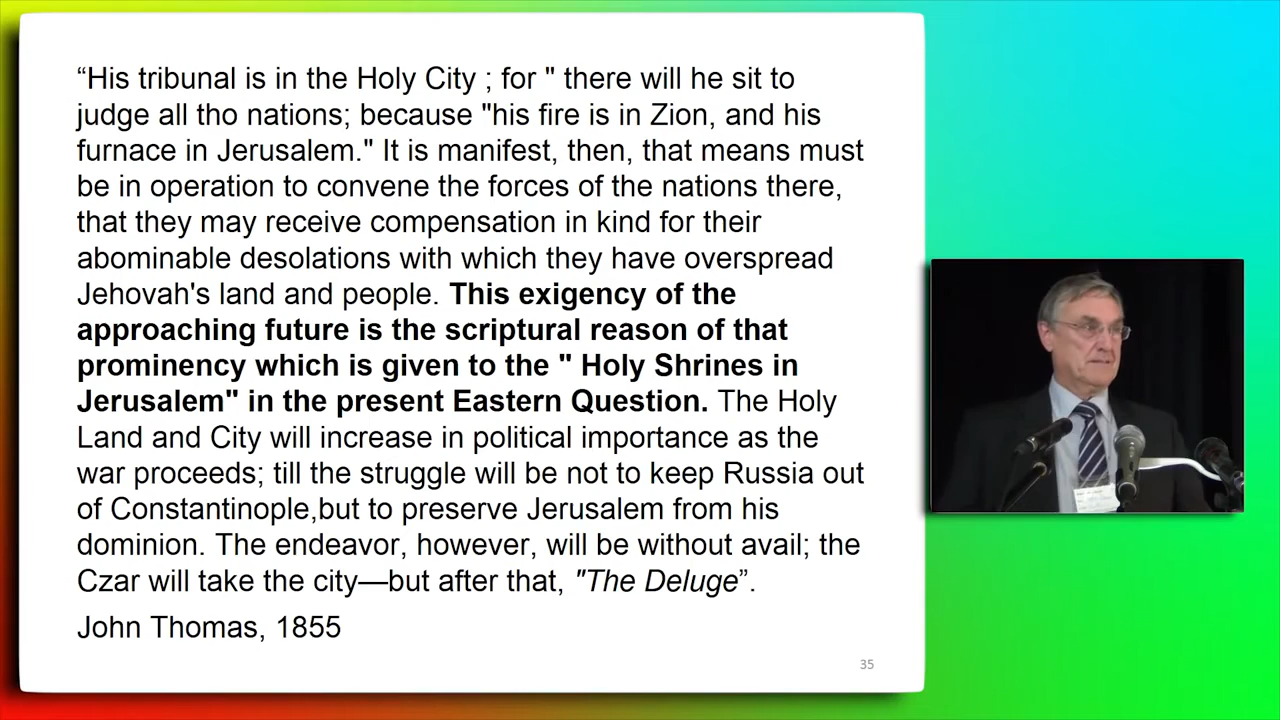 “His tribunal is in the Holy City ; for " there will he sit to
judge all tho nations; because "his fire is in Zion, and his
furnace in Jerusalem." It is manifest, then, that means must
be in operation to convene the forces of the nations there,
that they may receive compensation in kind for their
abominable desolations with which they have overspread
Jehovah's land and people. This exigency of the
approaching future is the scriptural reason of that
prominency which is given to the " Holy Shrines in
Jerusalem" in the present Eastern Question. The Holy
Land and City will increase in political importance as the
war proceeds; till the struggle will be not to keep Russia out
of Constantinople,but to preserve Jerusalem from his
dominion. The endeavor, however, will be without avail; the
Czar will take the city—but after that, "The Deluge”.
John Thomas, 1855
35